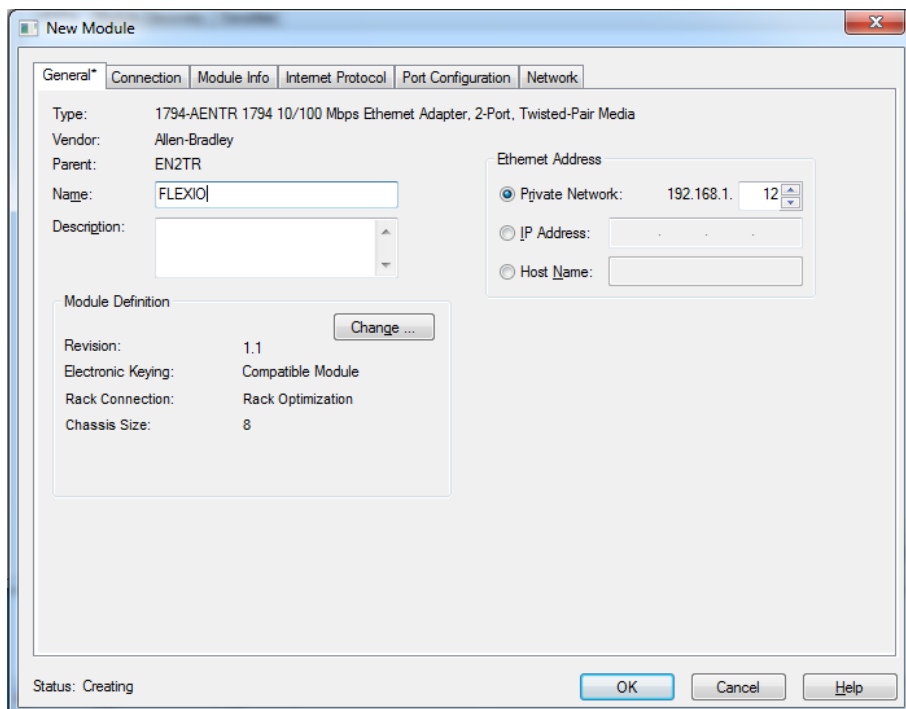 New Module
General* Connection Module Info Internet Protocol Port Configuration Network
Type: 1794-AENTR 1794 10/100 Mbps Ethernet Adapter, 2-Port, Twisted-Pair Media
Vendor: Allen-Bradley
Parent: EN2TR
Name: FLEXIO
Description:
Ethernet Address
Private Network: 192.168.1. 12
IP Address: . . .
Host Name:
Module Definition
Change ...
Revision: 1.1
Electronic Keying: Compatible Module
Rack Connection: Rack Optimization
Chassis Size: 8
Status: Creating
OK Cancel Help